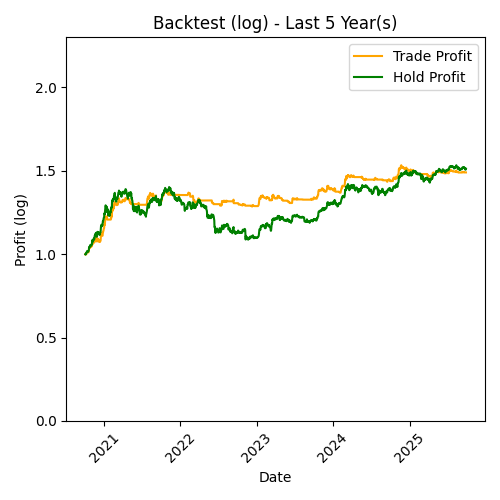 Backtest (log) - Last 5 Year(s)
Trade Profit
Hold Profit
Profit (log)
2.0
1.5
1.0
0.5
0.0
2021
2022
2023
2024
2025
Date